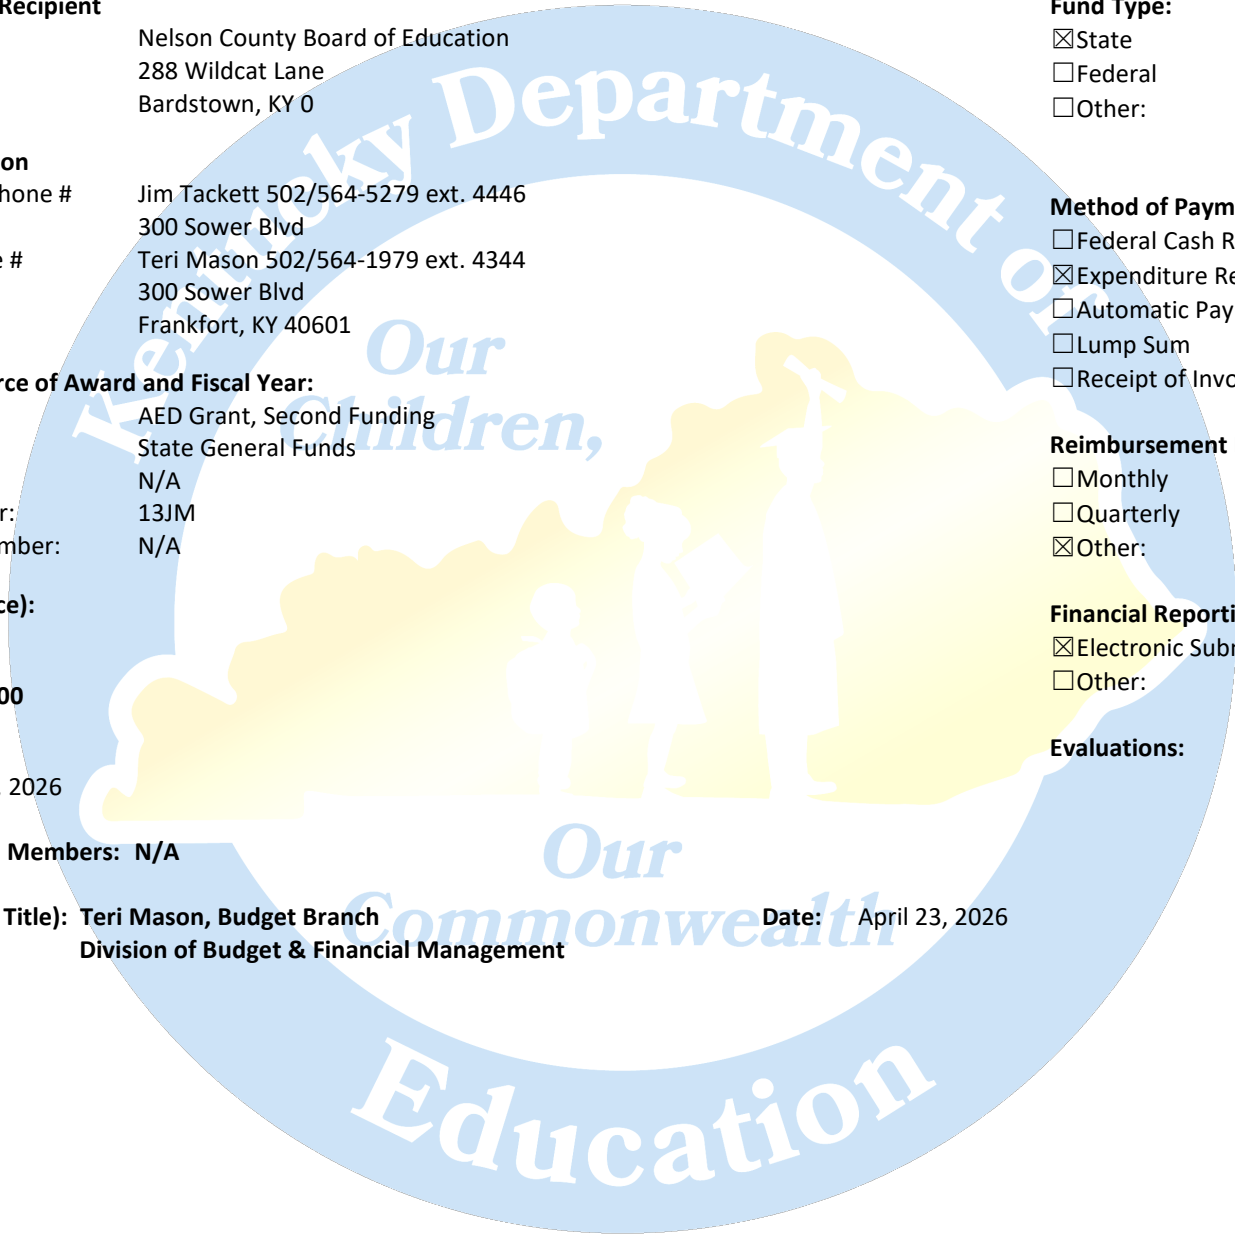 Recipient
Nelson County Board of Education
288 Wildcat Lane
Bardstown, KY 0
on
hone # Jim Tackett 502/564-5279 ext. 4446
300 Sower Blvd
e # Teri Mason 502/564-1979 ext. 4344
300 Sower Blvd
Frankfort, KY 40601
rce of Award and Fiscal Year:
AED Grant, Second Funding
State General Funds
N/A
r: 13JM
mber: N/A
ce):
00
, 2026
Members: N/A
Title): Teri Mason, Budget Branch Date: April 23, 2026
Division of Budget & Financial Management
Fund Type:
☒State
☐Federal
☐Other:
Method of Paym
☐Federal Cash R
☒Expenditure Re
☐Automatic Pay
☐Lump Sum
☐Receipt of Invo
Reimbursement
☐Monthly
☐Quarterly
☒Other:
Financial Reporti
☒Electronic Subr
☐Other:
Evaluations:
Kentucky Department of
Education
Our
Children,
Our
Commonwealth